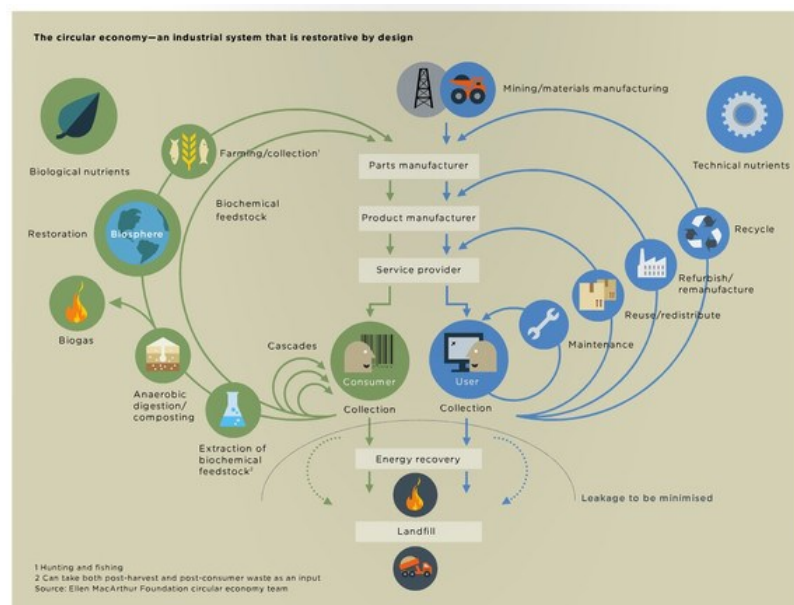 The circular economy—an industrial system that is restorative by design
Mining/materials manufacturing
Biological nutrients
Farming/collection¹
Parts manufacturer
Technical nutrients
Biochemical
feedstock
Product manufacturer
Restoration
Biosphere
Recycle
Service provider
Refurbish/
remanufacture
Reuse/redistribute
Biogas
Cascades
Maintenance
Consumer
User
Anaerobic
digestion/
composting
Collection
Collection
Extraction of
biochemical
feedstock²
Energy recovery
Leakage to be minimised
Landfill
1 Hunting and fishing
2 Can take both post-harvest and post-consumer waste as an input
Source: Ellen MacArthur Foundation circular economy team